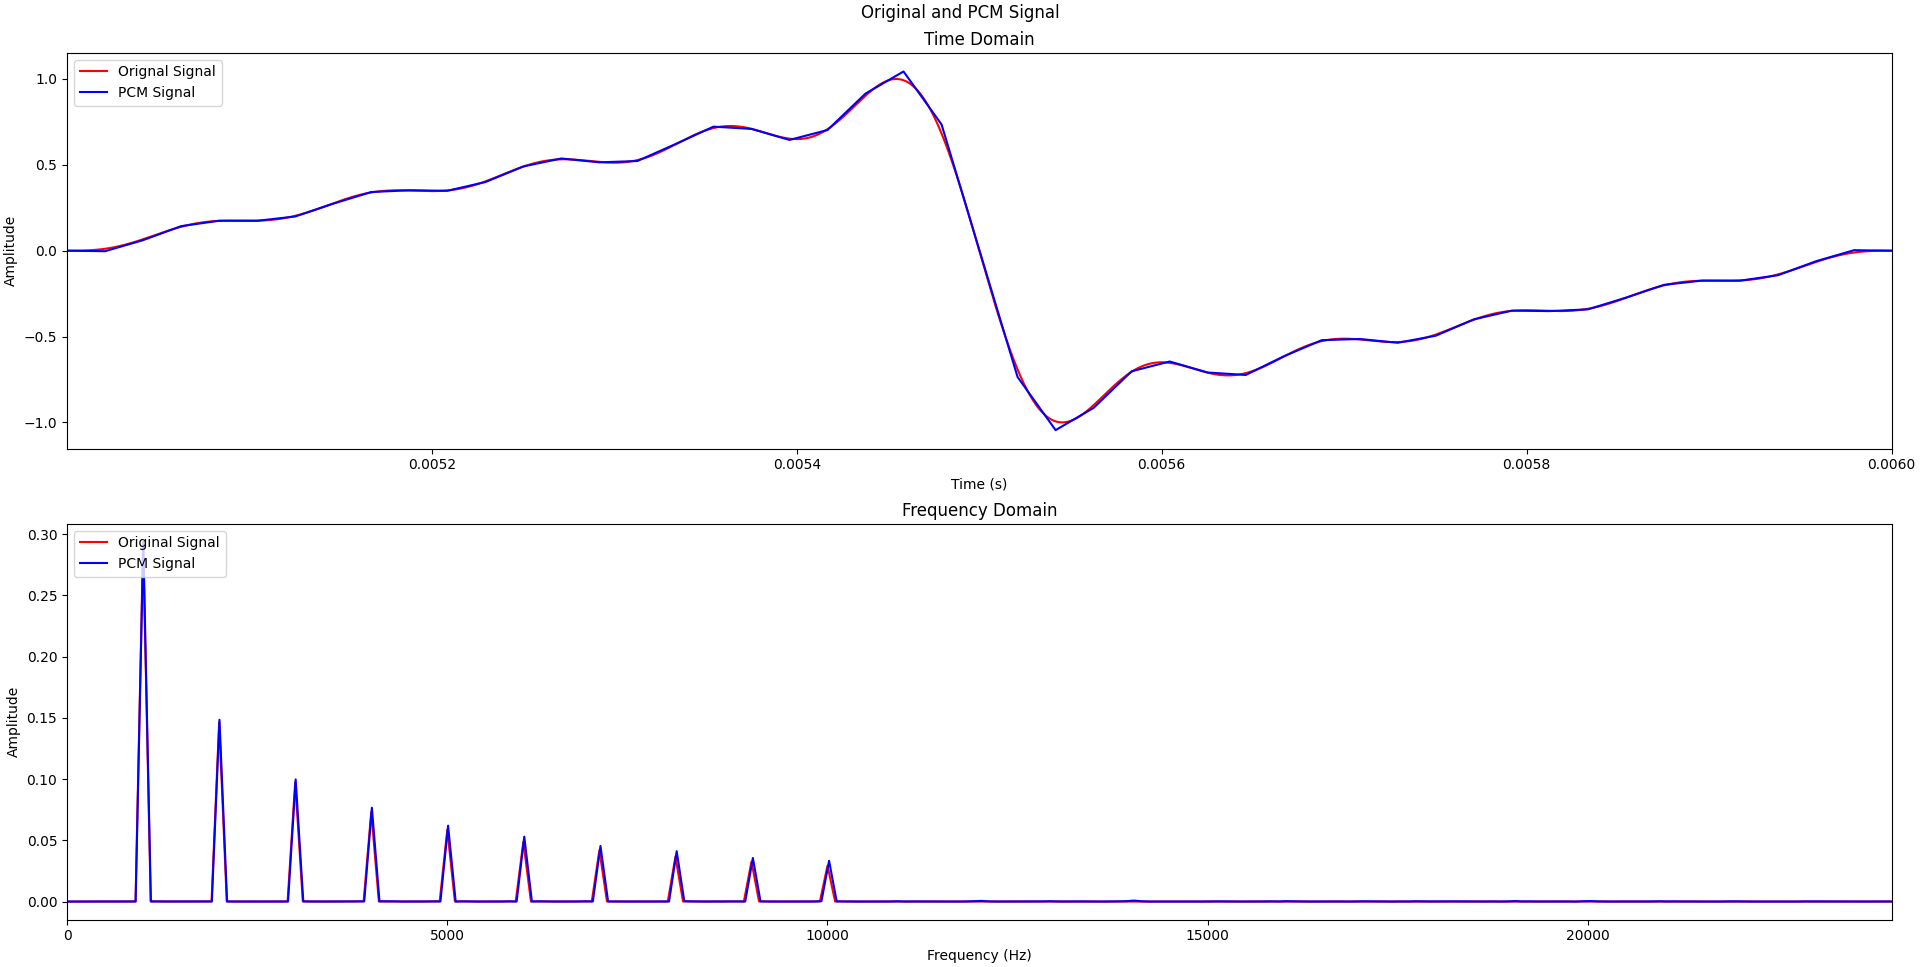 Original and PCM Signal
Time Domain
Orignal Signal
PCM Signal
1.0
0.5
0.0
−0.5
−1.0
Amplitude
0.0052
0.0054
0.0056
0.0058
0.0060
Time (s)
Frequency Domain
Original Signal
PCM Signal
0.30
0.25
0.20
0.15
0.10
0.05
0.00
Amplitude
0
5000
10000
15000
20000
Frequency (Hz)